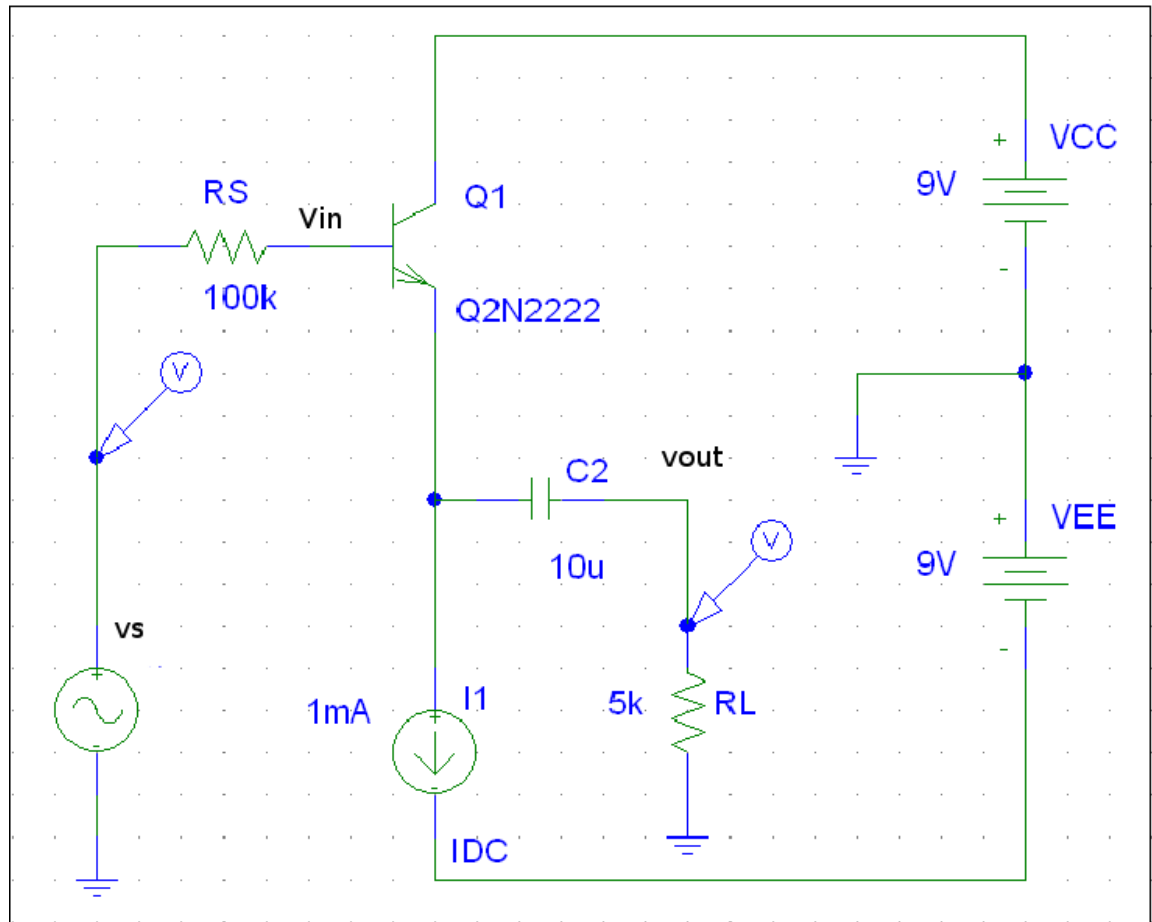 VCC
+
9V
-
RS
Vin
Q1
100k
Q2N2222
V
C2
vout
10u
V
+
VEE
9V
-
vs
+
-
1mA
I1
+
-
5k
RL
IDC